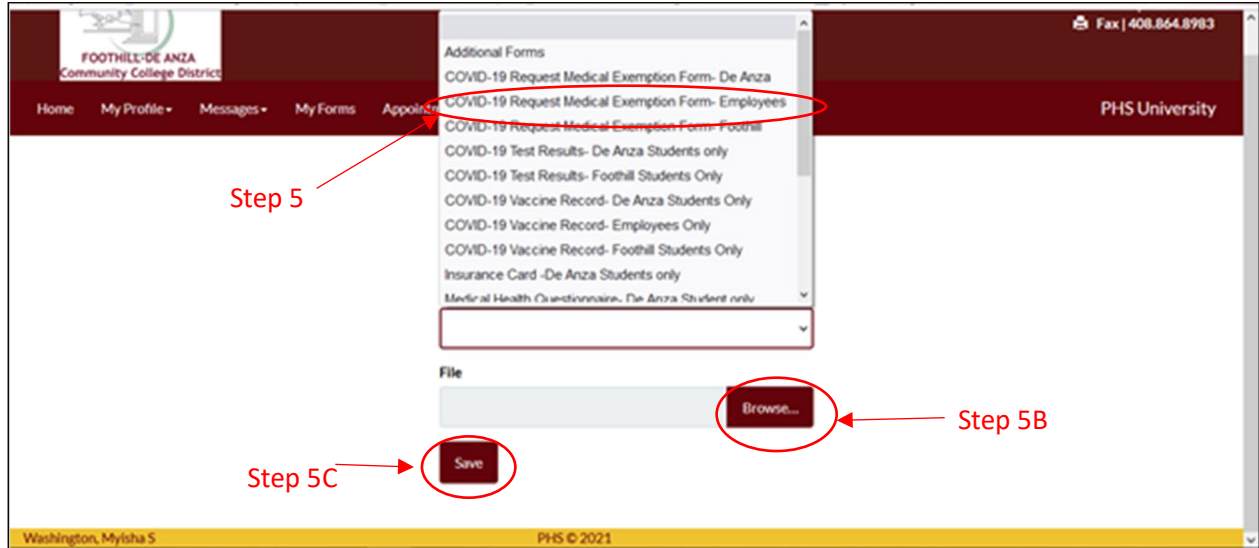 FOOTHILL-DE ANZA
Community College District
Fax | 408.864.8983
Home My Profile Messages My Forms
PHS University
Additional Forms
COVID-19 Request Medical Exemption Form- De Anza
COVID-19 Request Medical Exemption Form- Employees
COVID-19 Request Medical Exemption Form- Foothill
COVID-19 Test Results- De Anza Students only
COVID-19 Test Results- Foothill Students Only
COVID-19 Vaccine Record- De Anza Students Only
COVID-19 Vaccine Record- Employees Only
COVID-19 Vaccine Record- Foothill Students Only
Insurance Card -De Anza Students only
Medical Health Questionnaire- De Anza Student only
Step 5
File
Browse...
Step 5B
Save
Step 5C
Washington, Myisha S
PHS © 2021